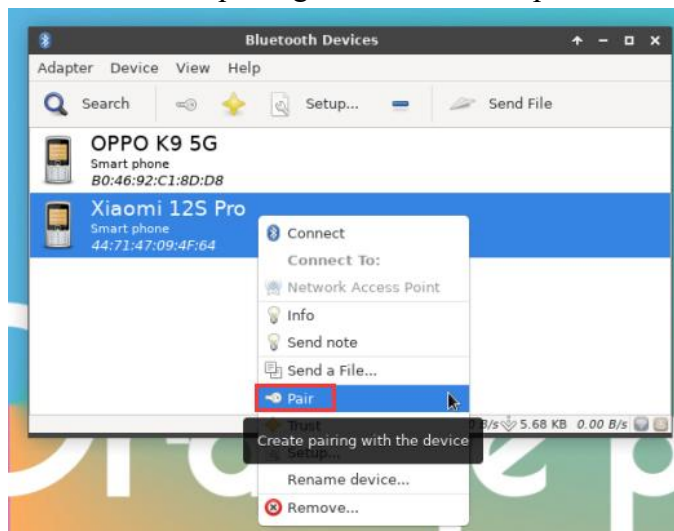 Bluetooth Devices
Adapter Device View Help
Search Setup... Send File
OPPO K9 5G
Smart phone
B0:46:92:C1:8D:D8
Xiaomi 12S Pro
Smart phone
44:71:47:09:4F:64
Connect
Connect To:
Network Access Point
Info
Send note
Send a File...
Pair
Trust
B/s 5.68 KB 0.00 B/s
Create pairing with the device
Setup...
Rename device...
Remove...